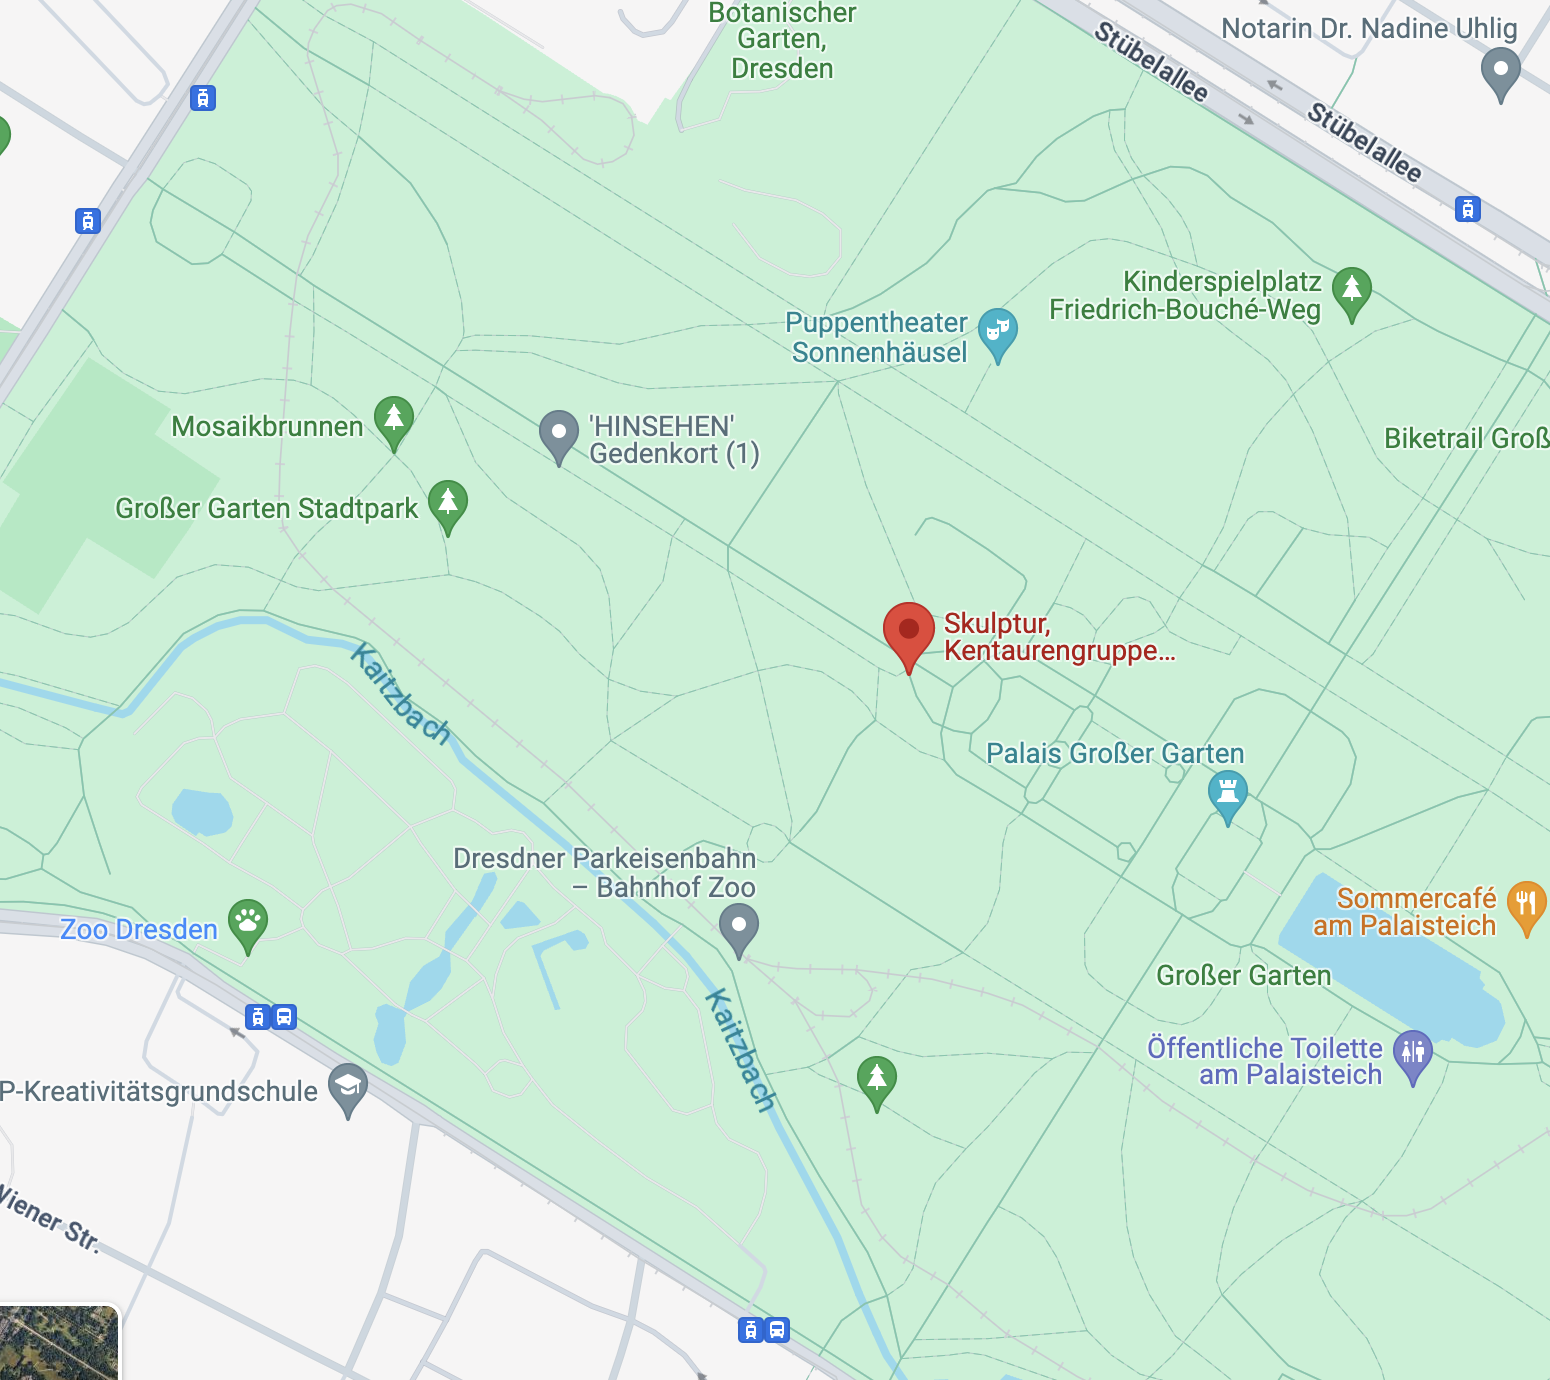 Botanischer
Garten,
Dresden
Stübelallee
Notarin Dr. Nadine Uhlig
Stübelallee
Kinderspielplatz
Friedrich-Bouché-Weg
Puppentheater
Sonnenhäusel
Mosaikbrunnen
'HINSEHEN'
Gedenkort (1)
Biketrail Groß
Großer Garten Stadtpark
Skulptur,
Kentaurengruppe...
Kaitzbach
Palais Großer Garten
Dresdner Parkeisenbahn
– Bahnhof Zoo
Zoo Dresden
Sommercafé
am Palaisteich
Großer Garten
Kaitzbach
Öffentliche Toilette
am Palaisteich
P-Kreativitätsgrundschule
Wiener Str.